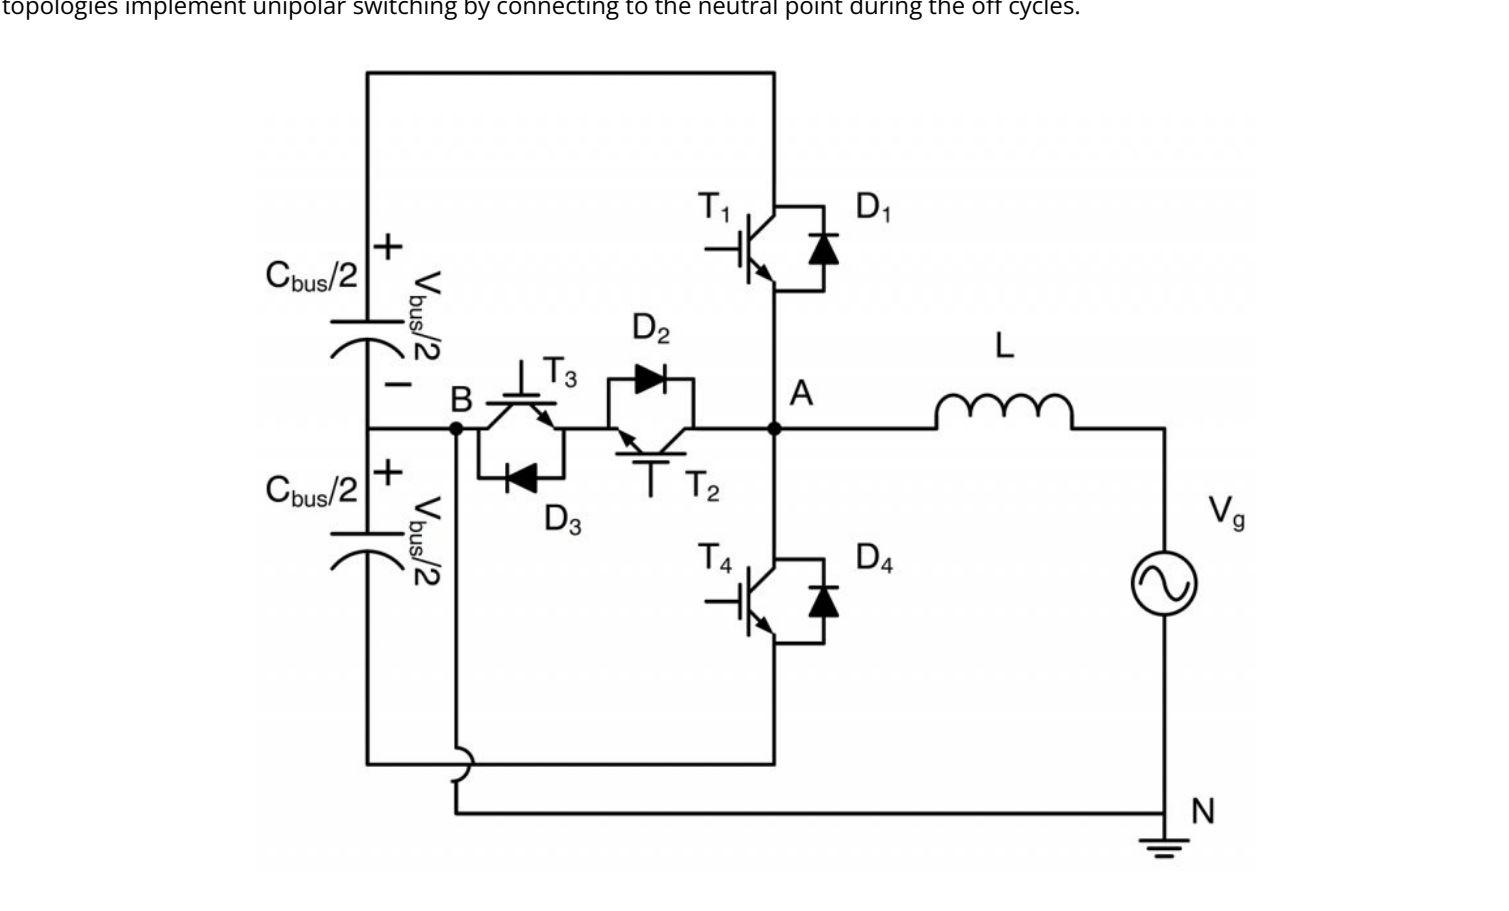 topologies implement unipolar switching by connecting to the neutral point during the off cycles.
T1
D1
+
Cbus/2
Vbus/2
D2
L
T3
−
B
A
+
Cbus/2
T2
Vbus/2
D3
Vg
T4
D4
N